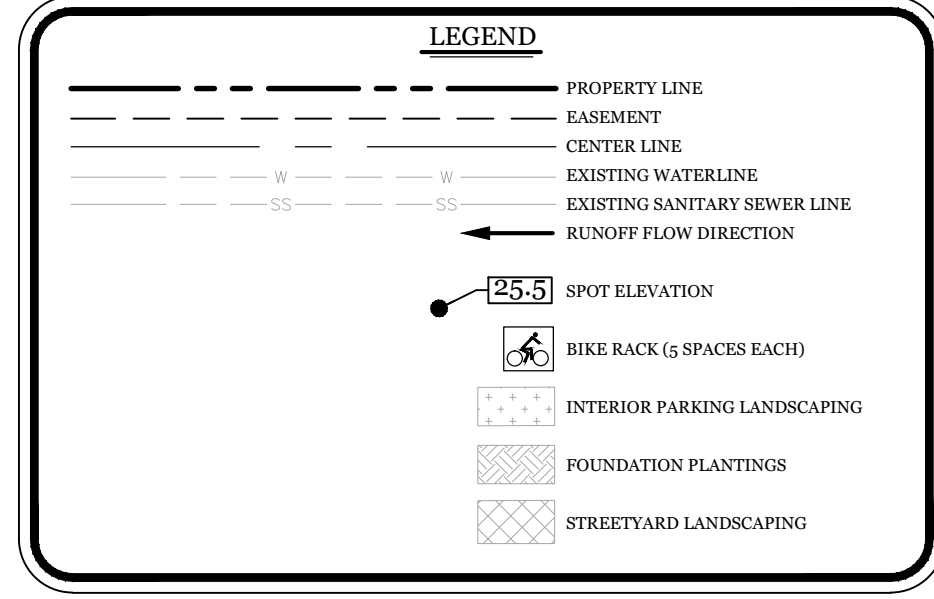 LEGEND
PROPERTY LINE
EASEMENT
CENTER LINE
W W EXISTING WATERLINE
SS SS EXISTING SANITARY SEWER LINE
RUNOFF FLOW DIRECTION
25.5 SPOT ELEVATION
BIKE RACK (5 SPACES EACH)
INTERIOR PARKING LANDSCAPING
FOUNDATION PLANTINGS
STREETYARD LANDSCAPING